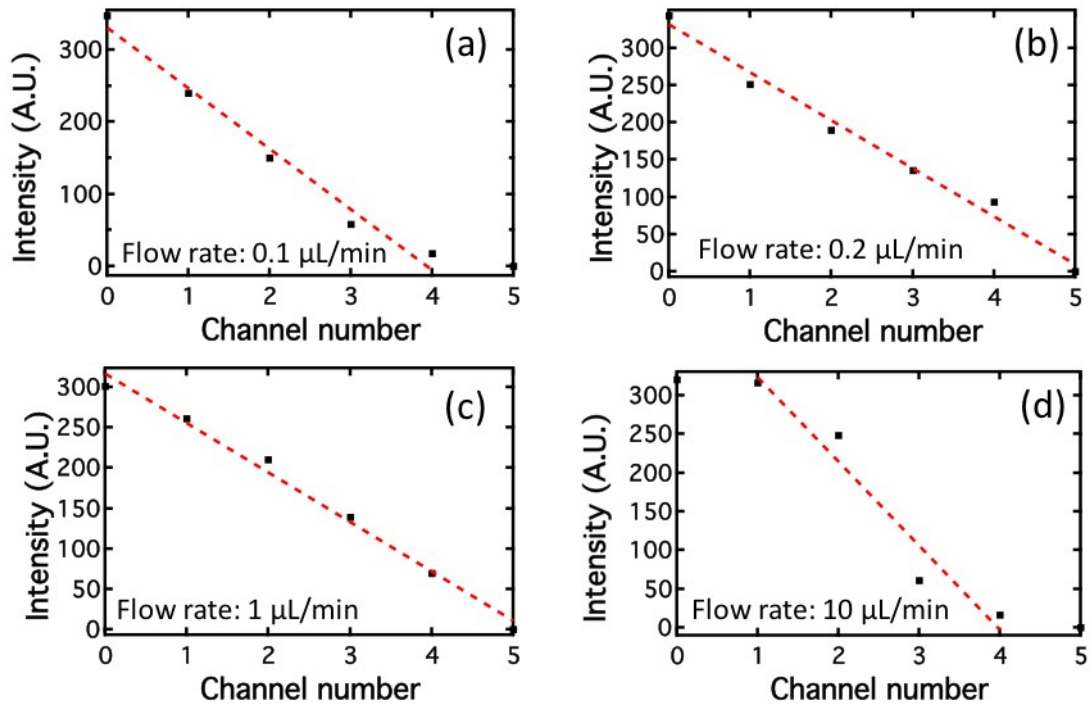 (a)
Intensity (A.U.)
300
200
100
0
Flow rate: 0.1 µL/min
0 1 2 3 4 5
Channel number
(b)
Intensity (A.U.)
300
250
200
150
100
50
0
Flow rate: 0.2 µL/min
0 1 2 3 4 5
Channel number
(c)
Intensity (A.U.)
300
250
200
150
100
50
0
Flow rate: 1 µL/min
0 1 2 3 4 5
Channel number
(d)
Intensity (A.U.)
300
250
200
150
100
50
0
Flow rate: 10 µL/min
0 1 2 3 4 5
Channel number